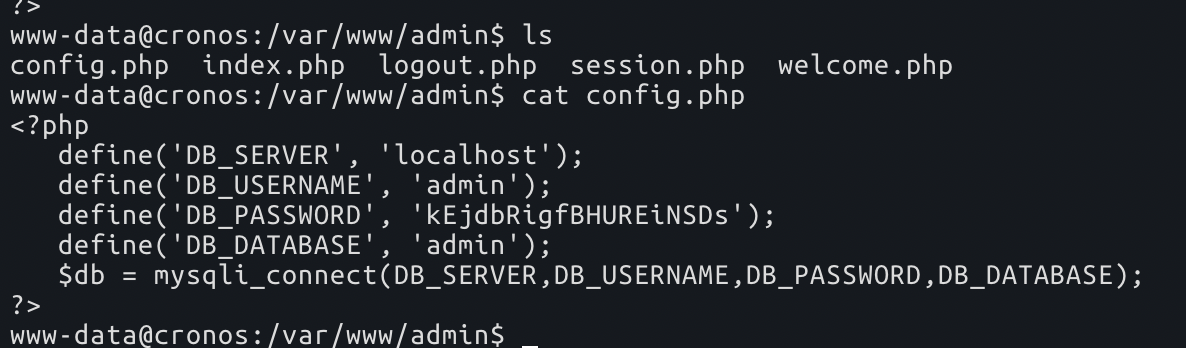 ?>
www-data@cronos:/var/www/admin$ ls
config.php  index.php  logout.php  session.php  welcome.php
www-data@cronos:/var/www/admin$ cat config.php
<?php
   define('DB_SERVER', 'localhost');
   define('DB_USERNAME', 'admin');
   define('DB_PASSWORD', 'kEjdbRigfBHUREiNSDs');
   define('DB_DATABASE', 'admin');
   $db = mysqli_connect(DB_SERVER,DB_USERNAME,DB_PASSWORD,DB_DATABASE);
?>
www-data@cronos:/var/www/admin$ _